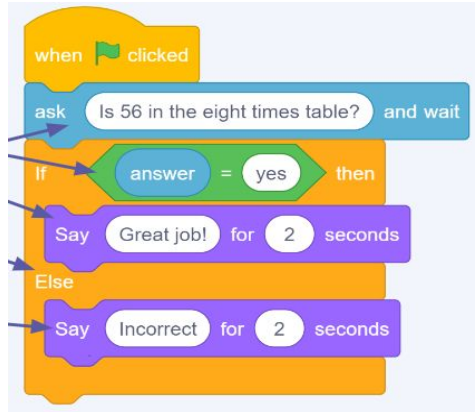 when clicked
ask Is 56 in the eight times table? and wait
If answer = yes then
Say Great job! for 2 seconds
Else
Say Incorrect for 2 seconds